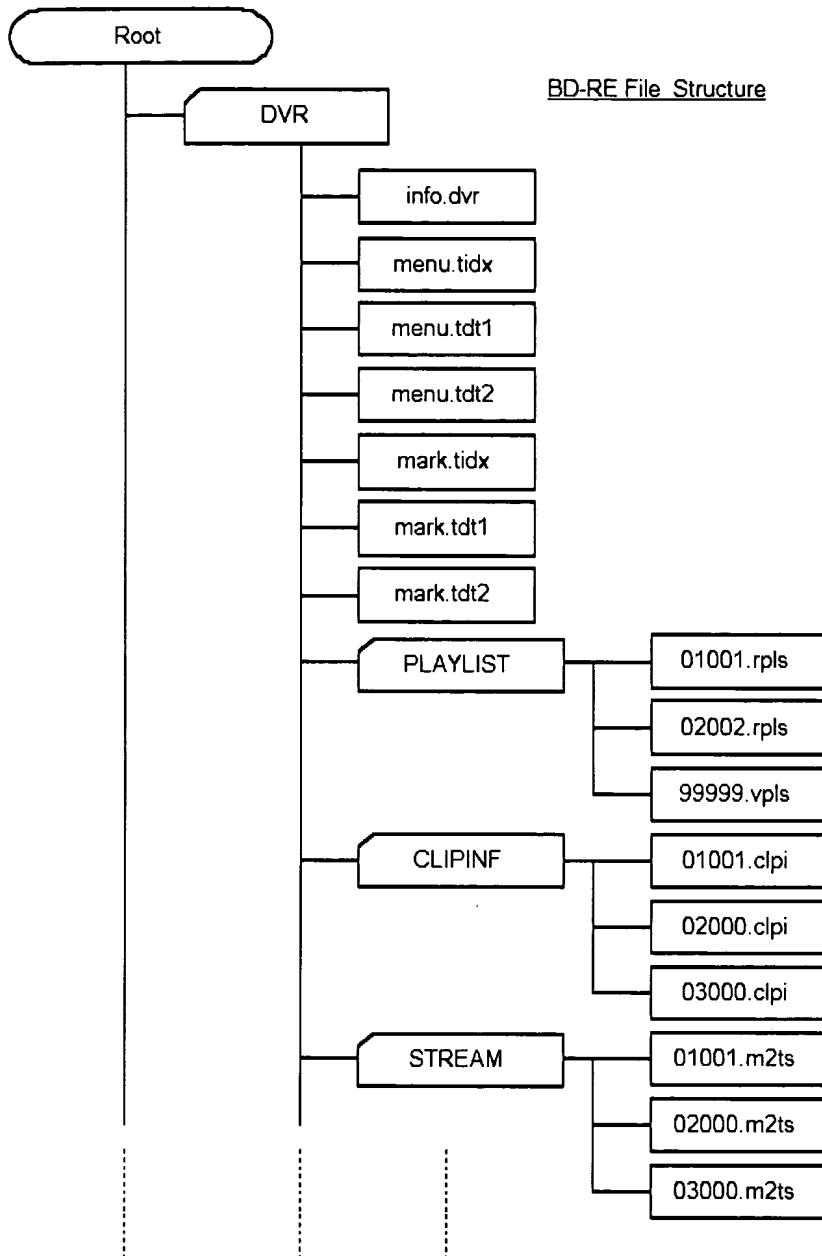 Root
BD-RE File Structure
DVR
info.dvr
menu.tidx
menu.tdt1
menu.tdt2
mark.tidx
mark.tdt1
mark.tdt2
PLAYLIST
01001.rpls
02002.rpls
99999.vpls
CLIPINF
01001.clpi
02000.clpi
03000.clpi
STREAM
01001.m2ts
02000.m2ts
03000.m2ts